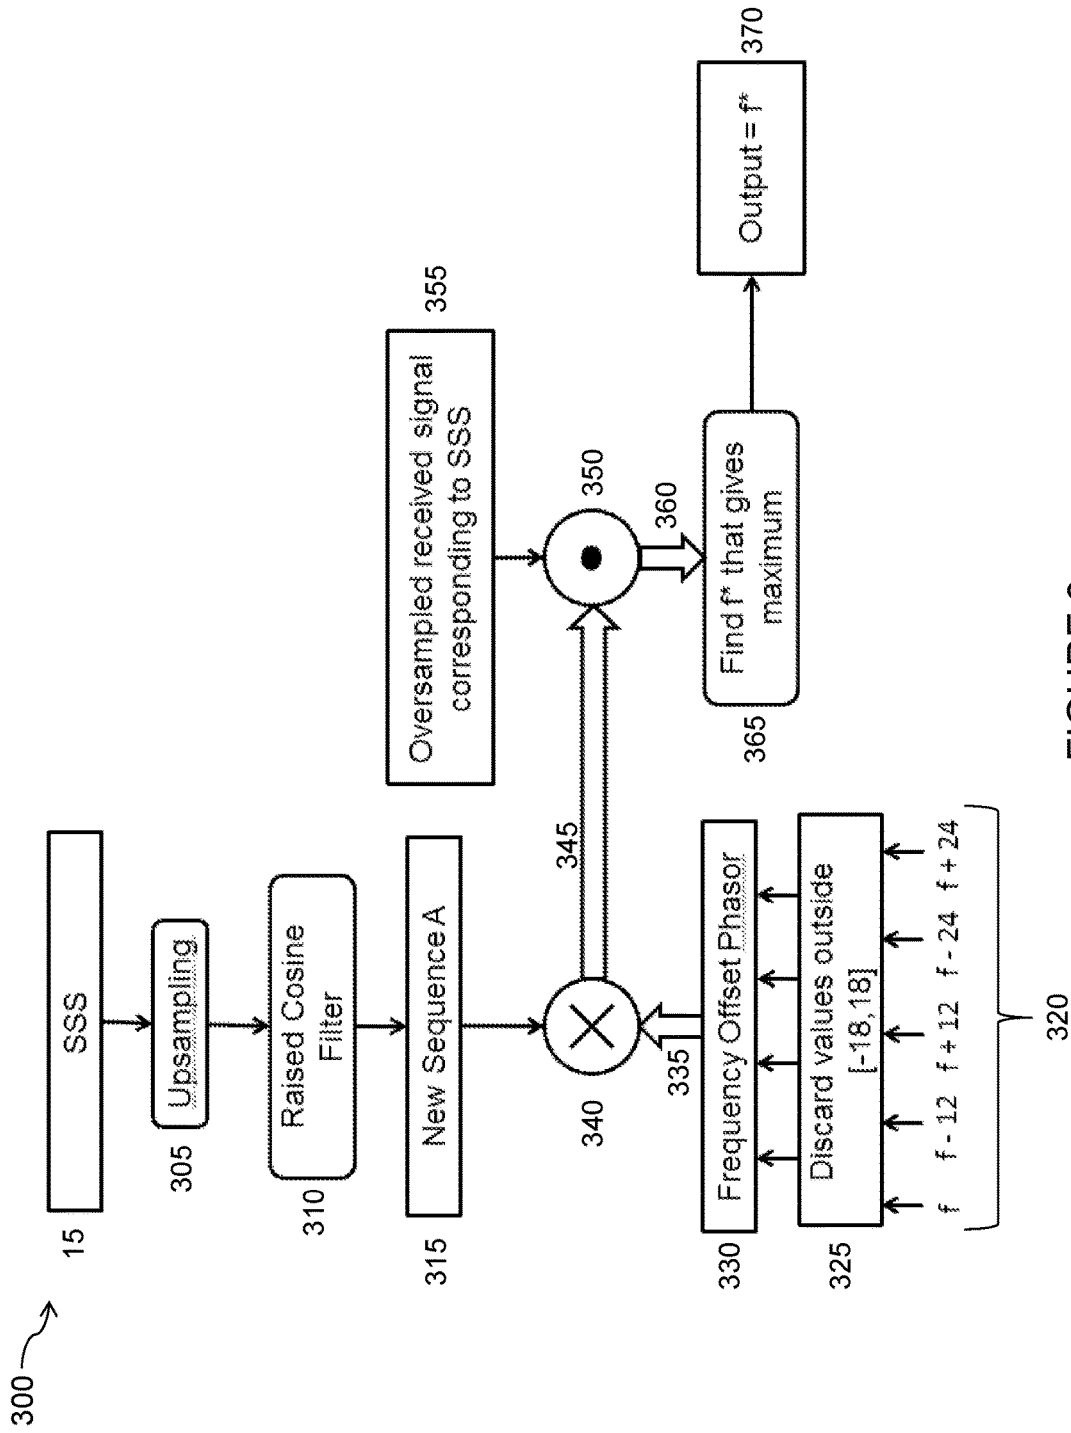 300
15
SSS
305
Upsampling
310
Raised Cosine
Filter
315
New Sequence A
340
345
335
330
Frequency Offset Phasor
325
Discard values outside
[-18,18]
f f - 12 f + 12 f - 24 f + 24
320
355
Oversampled received signal
corresponding to SSS
350
360
365
Find f* that gives
maximum
370
Output = f*
FIGURE